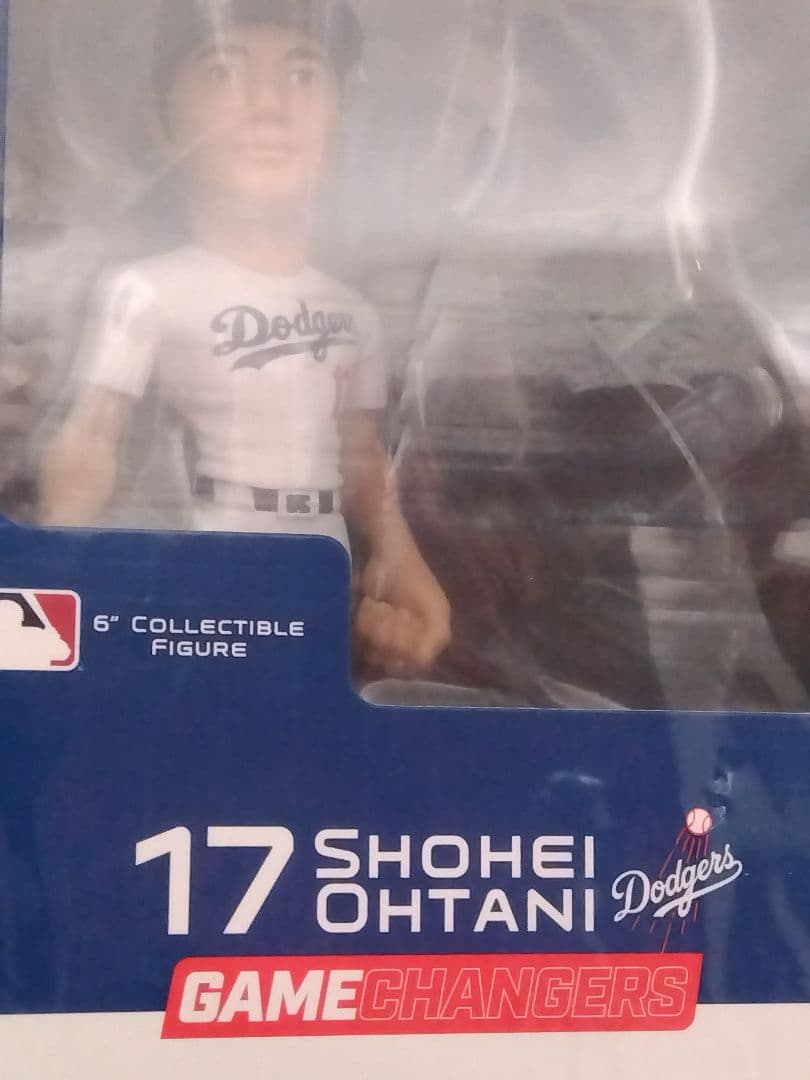 Dodgers
6" COLLECTIBLE
FIGURE
17 SHOHEI
OHTANI
Dodgers
GAMECHANGERS